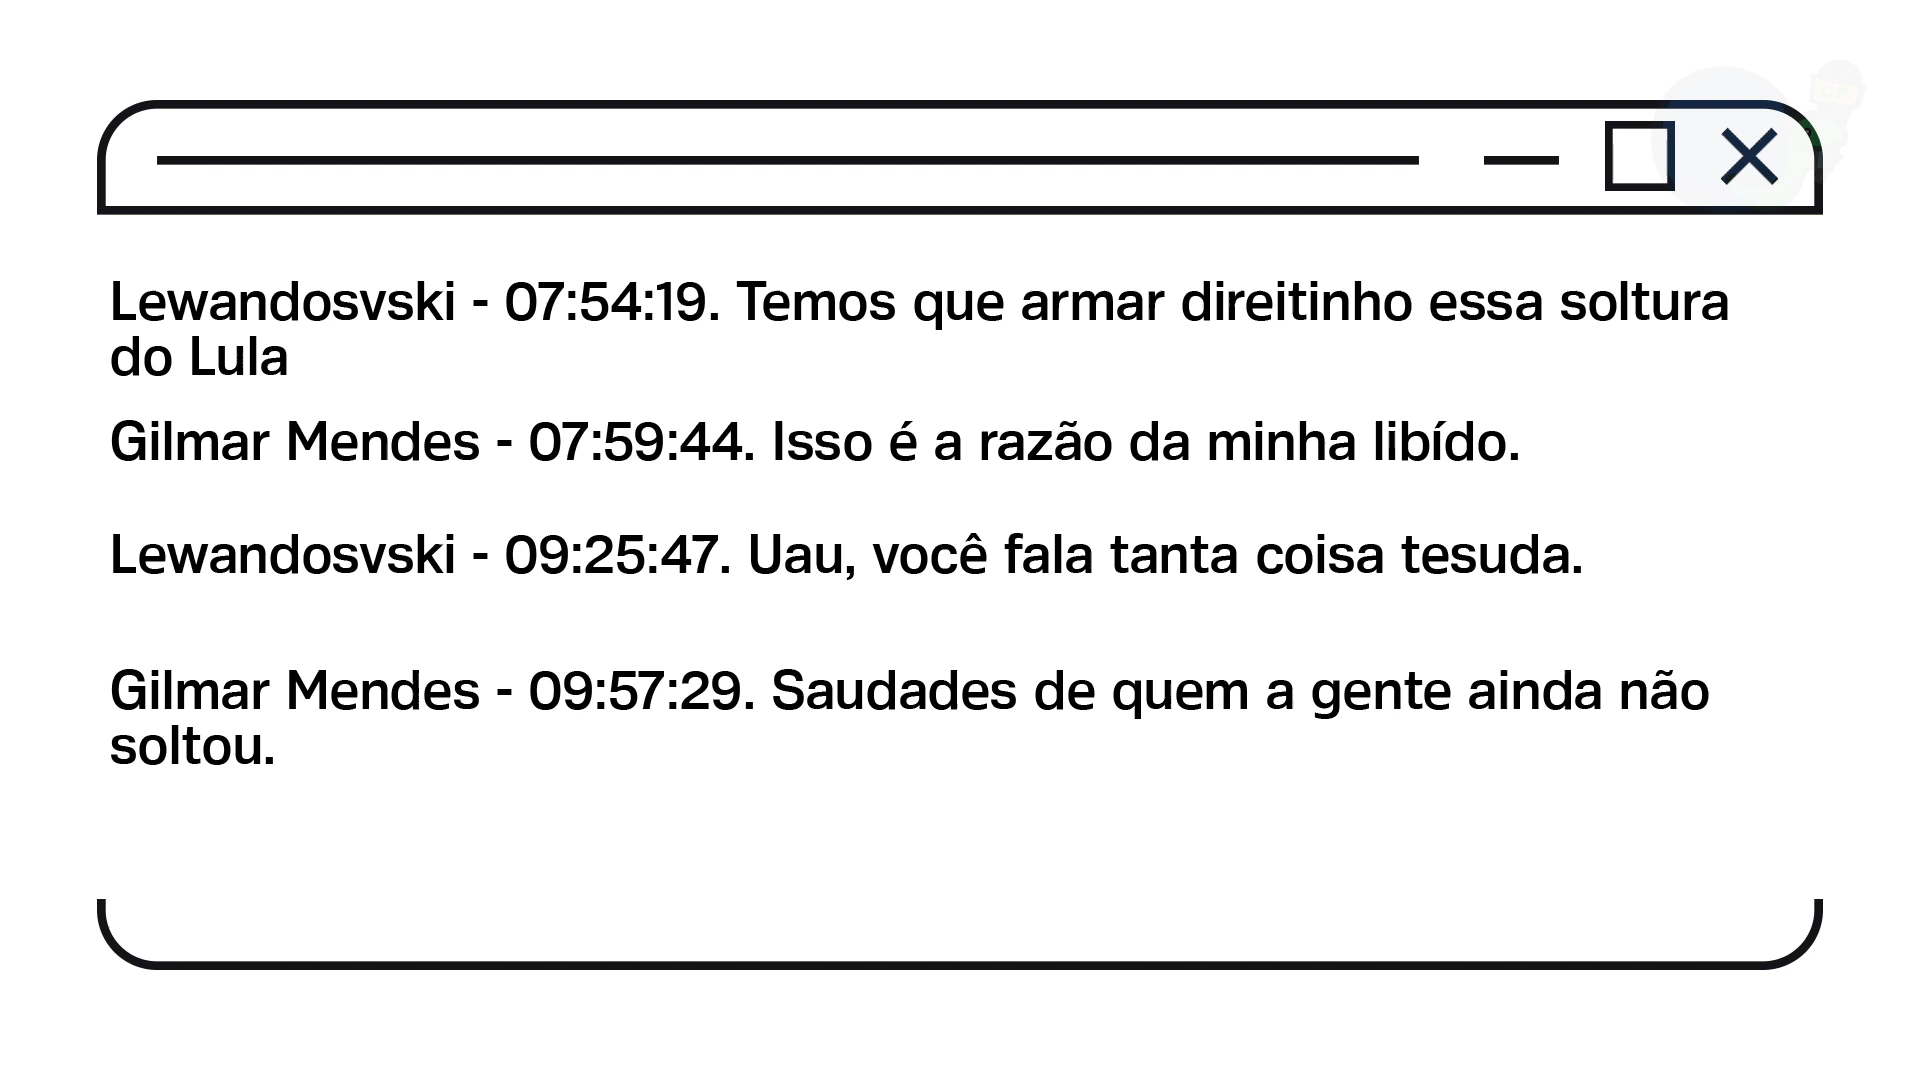 Lewandosvski - 07:54:19. Temos que armar direitinho essa soltura
do Lula
Gilmar Mendes - 07:59:44. Isso é a razão da minha libído.
Lewandosvski - 09:25:47. Uau, você fala tanta coisa tesuda.
Gilmar Mendes - 09:57:29. Saudades de quem a gente ainda não
soltou.